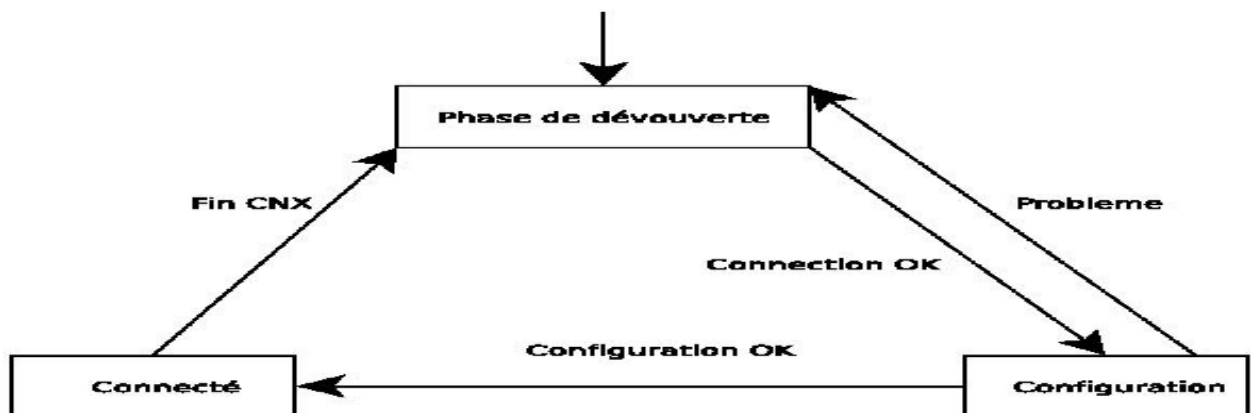 Phase de dévouverte
Fin CNX
Probleme
Connection OK
Configuration OK
Connecté
Configuration